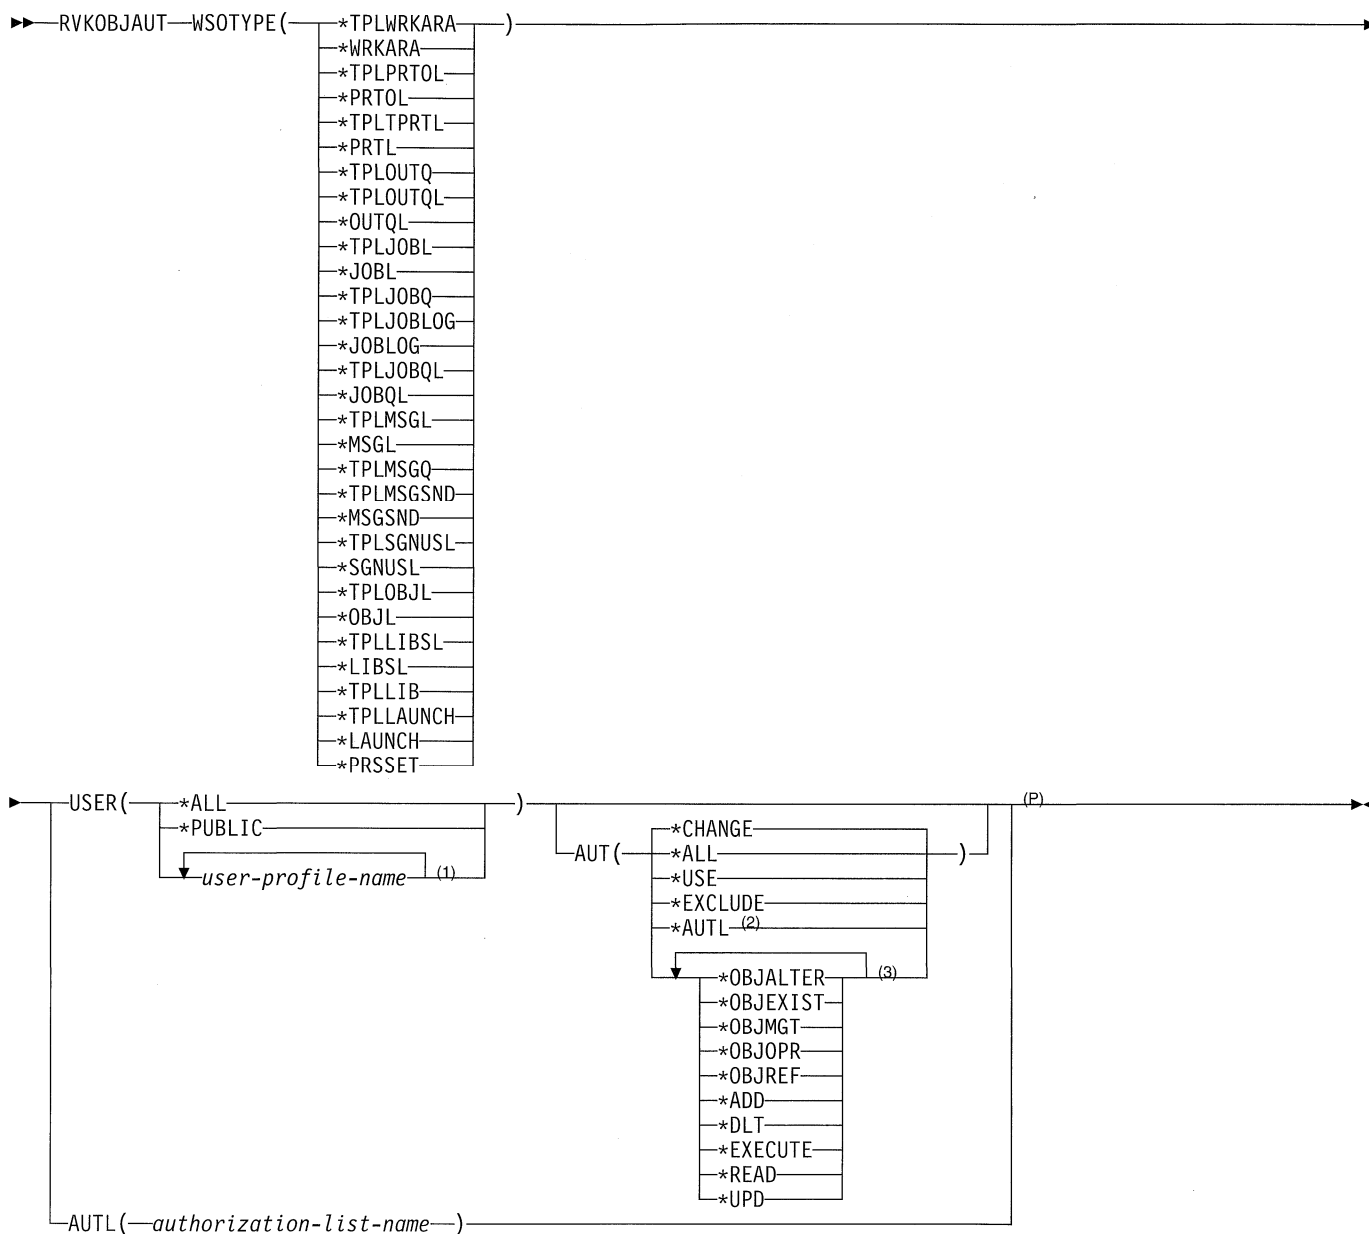 RVKOBJAUT WSOTYPE( *TPLWRKARA )
*WRKARA
*TPLPRTOL
*PRTOL
*TPLTPRTL
*PRTL
*TPLOUTQ
*TPLOUTQL
*OUTQL
*TPLJOBL
*JOBL
*TPLJOBQ
*TPLJOBLOG
*JOBLOG
*TPLJOBQL
*JOBQL
*TPLMSGL
*MSGL
*TPLMSGQ
*TPLMSGSND
*MSGSND
*TPLSGNUSL
*SGNUSL
*TPLOBJL
*OBJL
*TPLLIBSL
*LIBSL
*TPLLIB
*TPLLAUNCH
*LAUNCH
*PRSSET
USER( *ALL )
*PUBLIC
user-profile-name (1)
(P)
*CHANGE
AUT( *ALL )
*USE
*EXCLUDE
*AUTL (2)
*OBJALTER (3)
*OBJEXIST
*OBJMGT
*OBJOPR
*OBJREF
*ADD
*DLT
*EXECUTE
*READ
*UPD
AUTL( authorization-list-name )